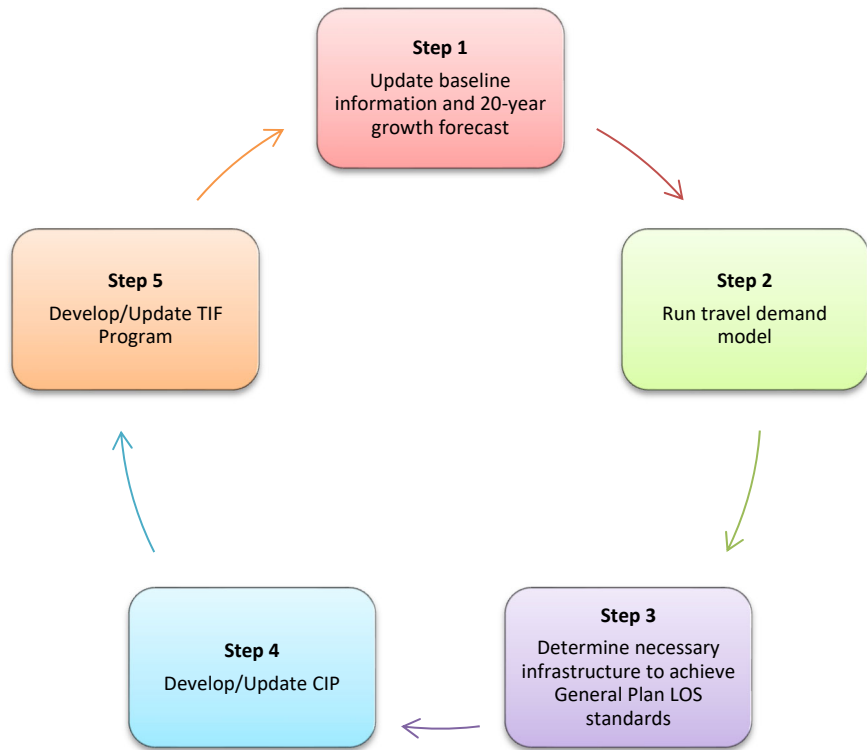 Step 1
Update baseline
information and 20-year
growth forecast
Step 2
Run travel demand
model
Step 3
Determine necessary
infrastructure to achieve
General Plan LOS
standards
Step 4
Develop/Update CIP
Step 5
Develop/Update TIF
Program